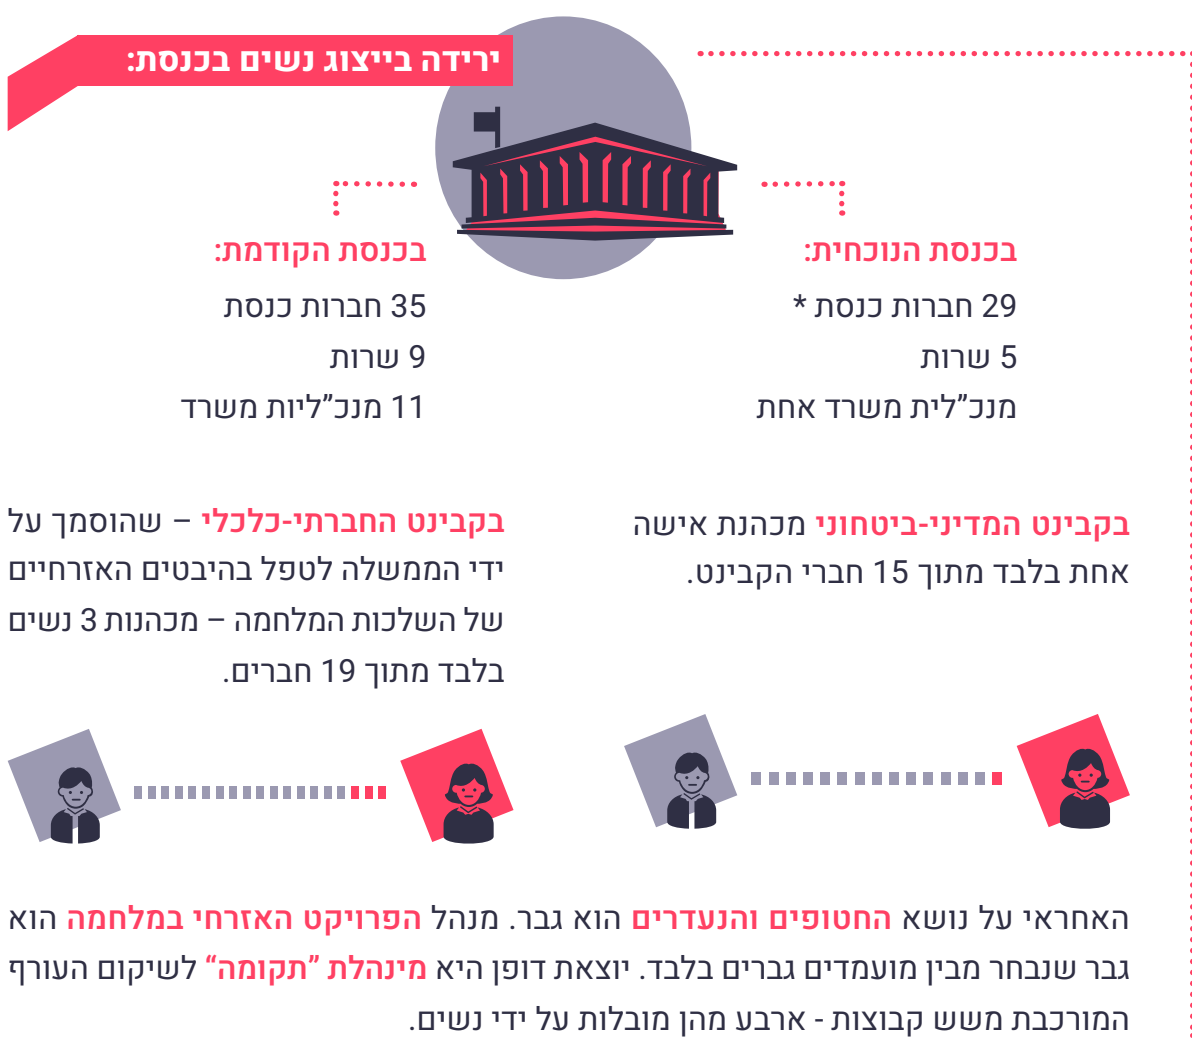 ירידה בייצוג נשים בכנסת:
בכנסת הנוכחית:
29 חברות כנסת *
5 שרות
מנכ”לית משרד אחת
בכנסת הקודמת:
35 חברות כנסת
9 שרות
11 מנכ”ליות משרד
בקבינט המדיני-ביטחוני מכהנת אישה
אחת בלבד מתוך 15 חברי הקבינט.
בקבינט החברתי-כלכלי – שהוסמך על
ידי הממשלה לטפל בהיבטים האזרחיים
של השלכות המלחמה – מכהנות 3 נשים
בלבד מתוך 19 חברים.
האחראי על נושא החטופים והנעדרים הוא גבר. מנהל הפרויקט האזרחי במלחמה הוא
גבר שנבחר מבין מועמדים גברים בלבד. יוצאת דופן היא מינהלת ”תקומה“ לשיקום העורף
המורכבת משש קבוצות - ארבע מהן מובלות על ידי נשים.